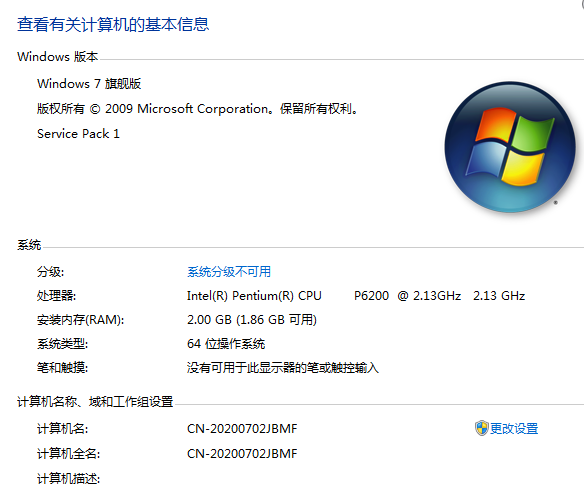 查看有关计算机的基本信息
Windows 版本
Windows 7 旗舰版
版权所有 © 2009 Microsoft Corporation。保留所有权利。
Service Pack 1
系统
分级: 系统分级不可用
处理器: Intel(R) Pentium(R) CPU P6200 @ 2.13GHz 2.13 GHz
安装内存(RAM): 2.00 GB (1.86 GB 可用)
系统类型: 64 位操作系统
笔和触摸: 没有可用于此显示器的笔或触控输入
计算机名称、域和工作组设置
计算机名: CN-20200702JBMF 更改设置
计算机全名: CN-20200702JBMF
计算机描述: